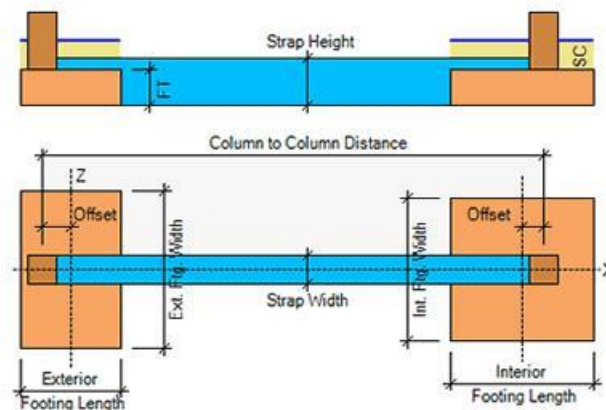 Strap Height
SC
FT
Column to Column Distance
Z
Offset
Offset
Ext. Ftg. Width
Int. Ftg. Width
X
Strap Width
Exterior
Footing Length
Interior
Footing Length